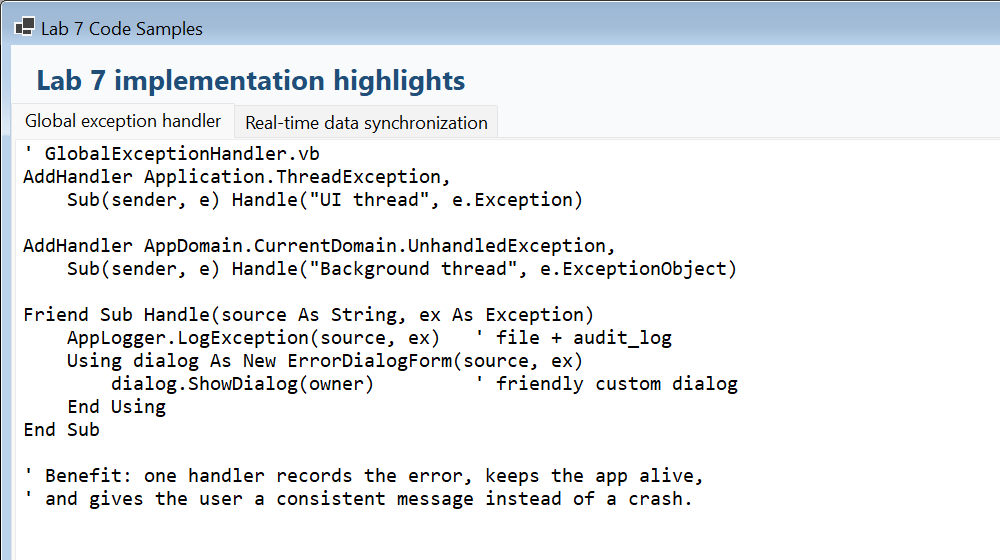 Lab 7 Code Samples
Lab 7 implementation highlights
Global exception handler
Real-time data synchronization
' GlobalExceptionHandler.vb
AddHandler Application.ThreadException,
    Sub(sender, e) Handle("UI thread", e.Exception)

AddHandler AppDomain.CurrentDomain.UnhandledException,
    Sub(sender, e) Handle("Background thread", e.ExceptionObject)

Friend Sub Handle(source As String, ex As Exception)
    AppLogger.LogException(source, ex)   ' file + audit_log
    Using dialog As New ErrorDialogForm(source, ex)
        dialog.ShowDialog(owner)         ' friendly custom dialog
    End Using
End Sub

' Benefit: one handler records the error, keeps the app alive,
' and gives the user a consistent message instead of a crash.